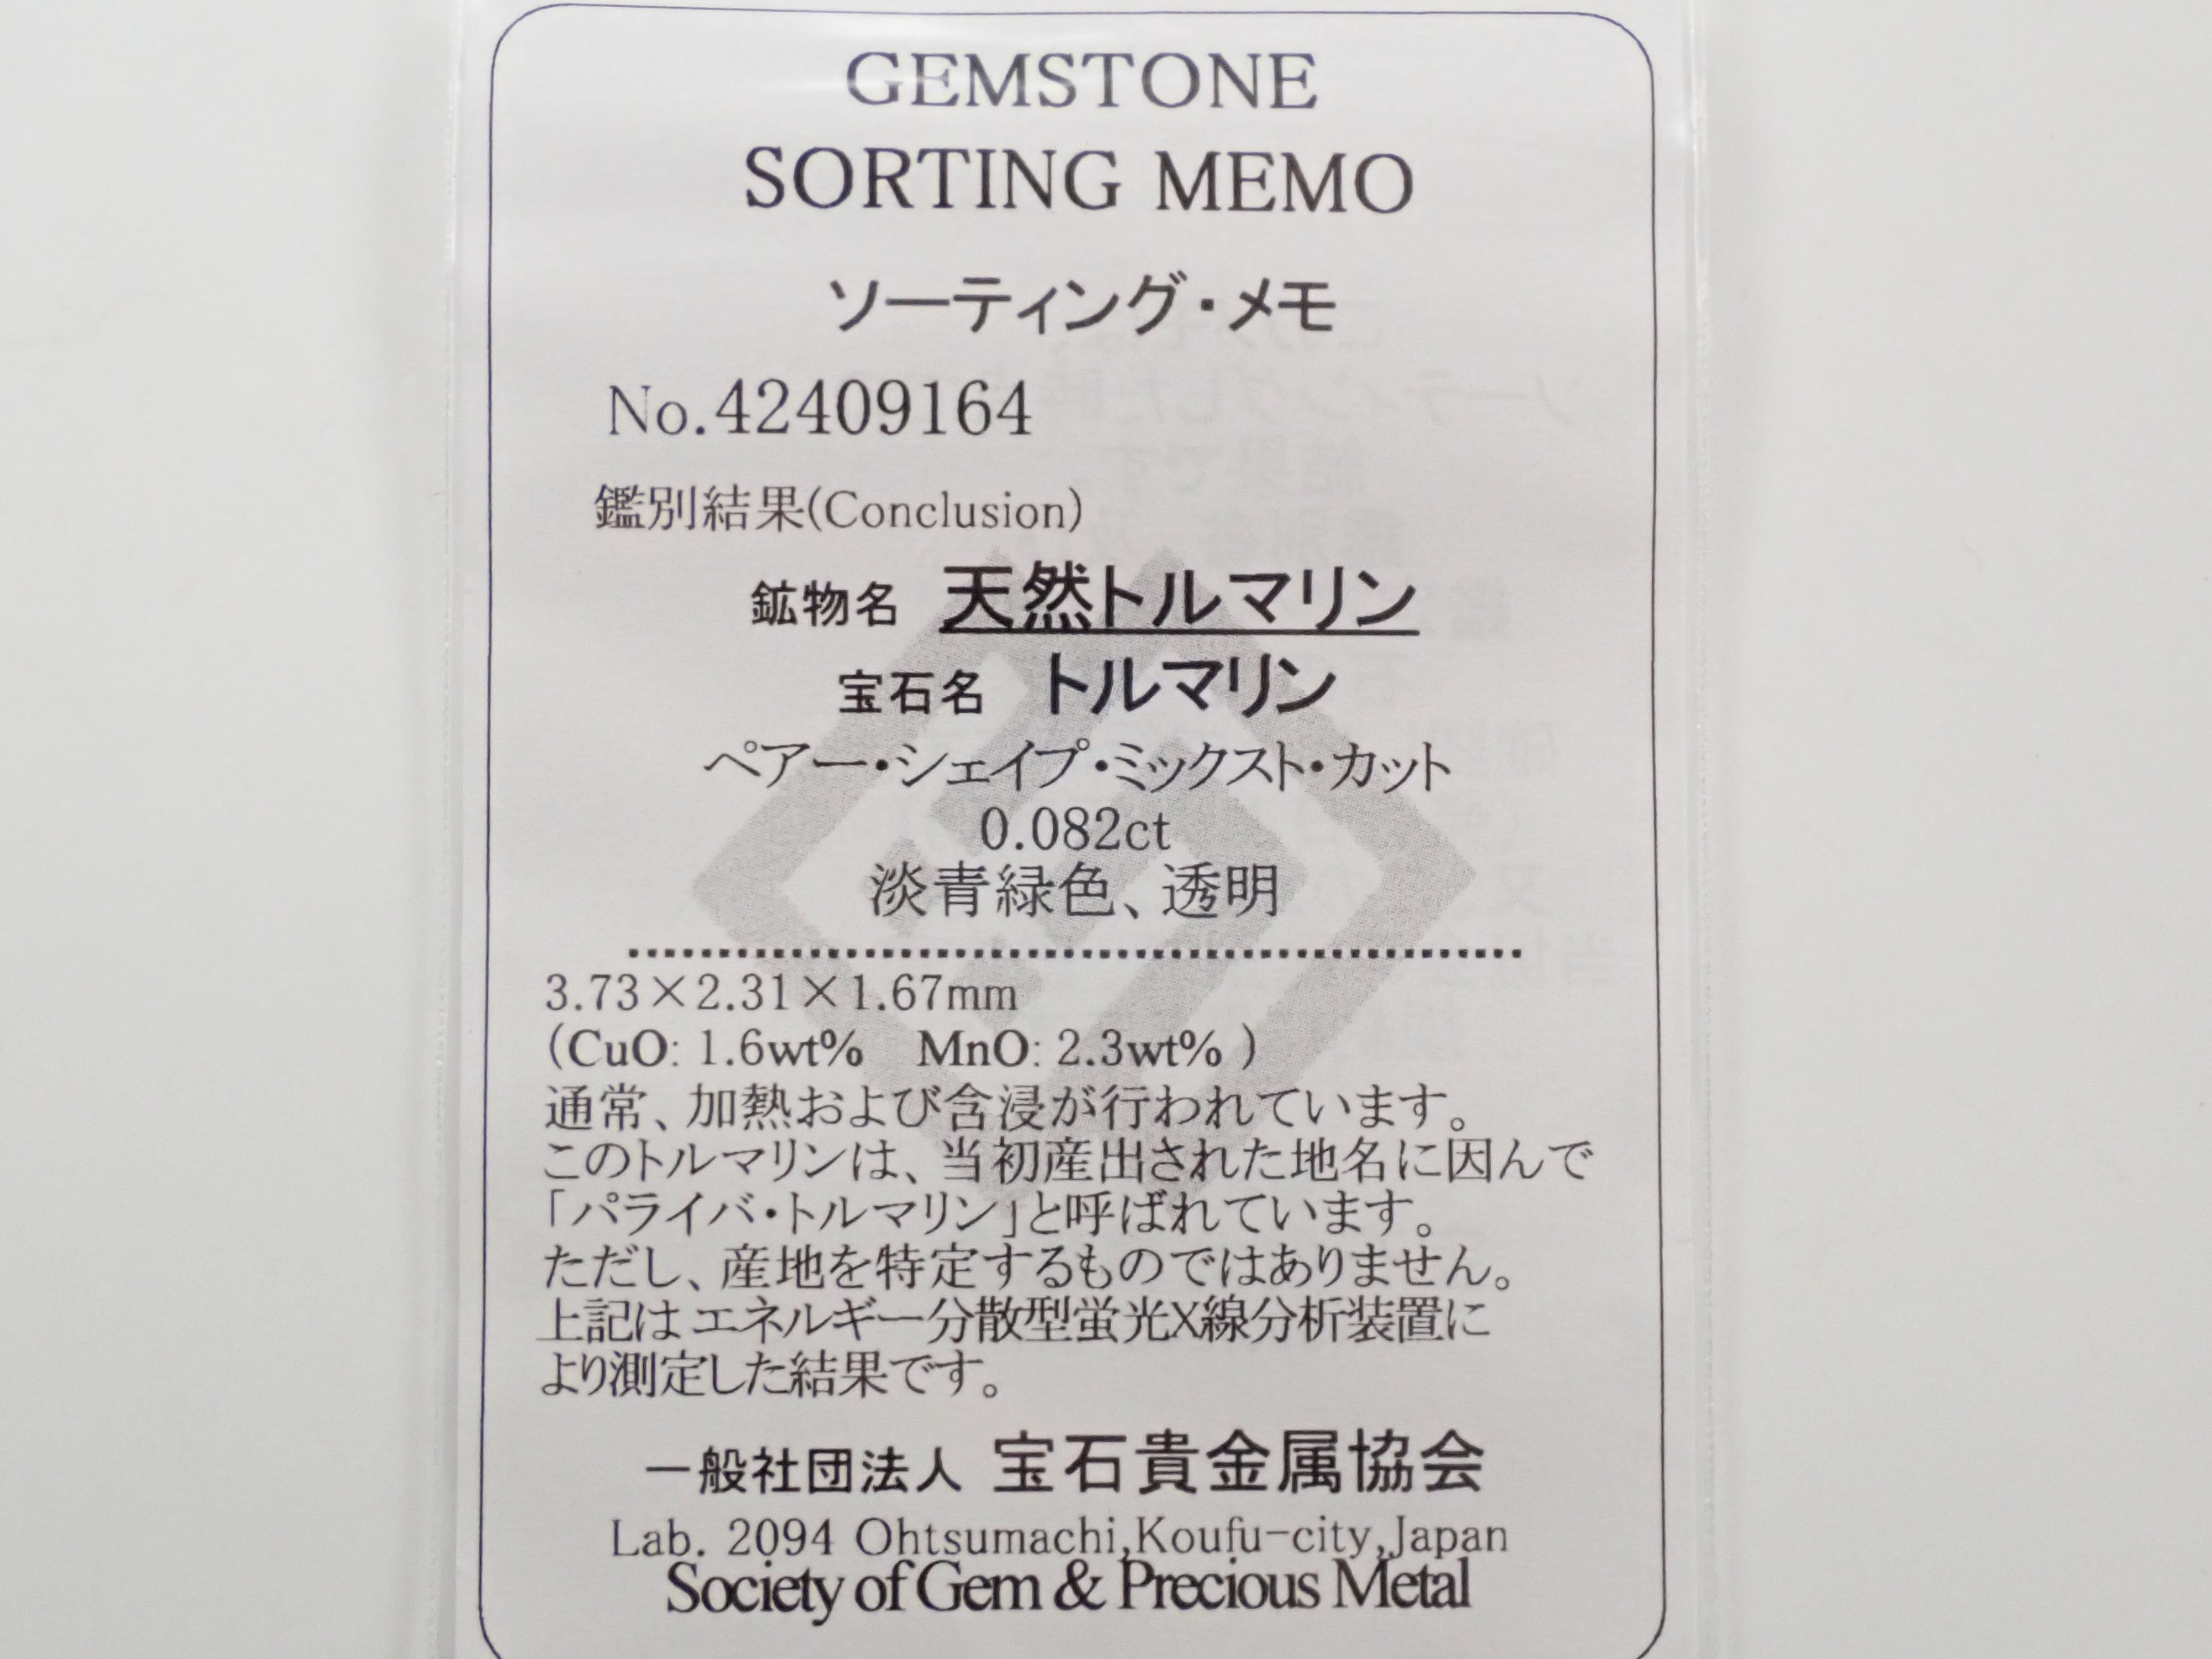 GEMSTONE
SORTING MEMO
ソーティング・メモ
No.42409164
鑑別結果(Conclusion)
鉱物名 天然トルマリン
宝石名 トルマリン
ペアー・シェイプ・ミックスト・カット
0.082ct
淡青緑色、透明
3.73×2.31×1.67mm
(CuO: 1.6wt% MnO: 2.3wt% )
通常、加熱および含浸が行われています。
このトルマリンは、当初産出された地名に因んで
「パライバ・トルマリン」と呼ばれています。
ただし、産地を特定するものではありません。
上記はエネルギー分散型蛍光X線分析装置に
より測定した結果です。
一般社団法人 宝石貴金属協会
Lab. 2094 Ohtsumachi,Koufu-city,Japan
Society of Gem & Precious Metal